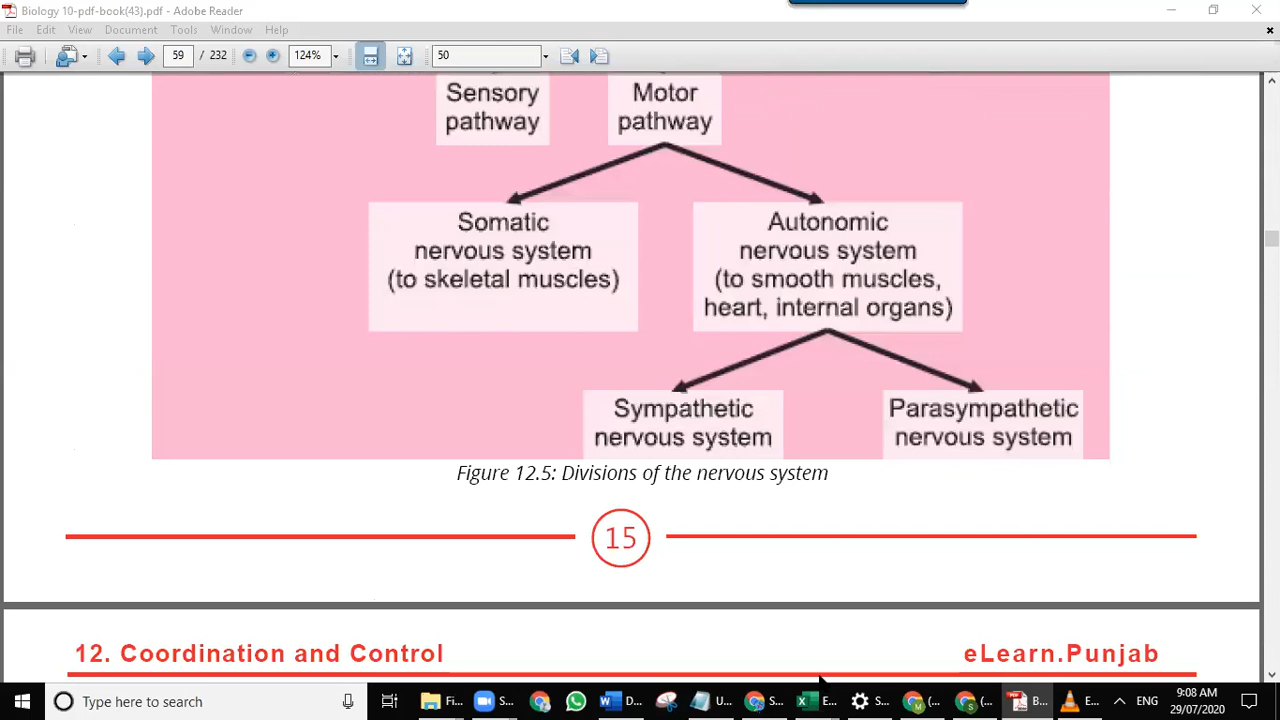 Biology 10-pdf-book(43).pdf - Adobe Reader
File Edit View Document Tools Window Help
59 / 232 124% 50
Sensory
pathway
Motor
pathway
Somatic
nervous system
(to skeletal muscles)
Autonomic
nervous system
(to smooth muscles,
heart, internal organs)
Sympathetic
nervous system
Parasympathetic
nervous system
Figure 12.5: Divisions of the nervous system
15
12. Coordination and Control eLearn.Punjab
Type here to search
Fi... S... D... U... S... E... S... (... (... B... E... ENG
9:08 AM
29/07/2020